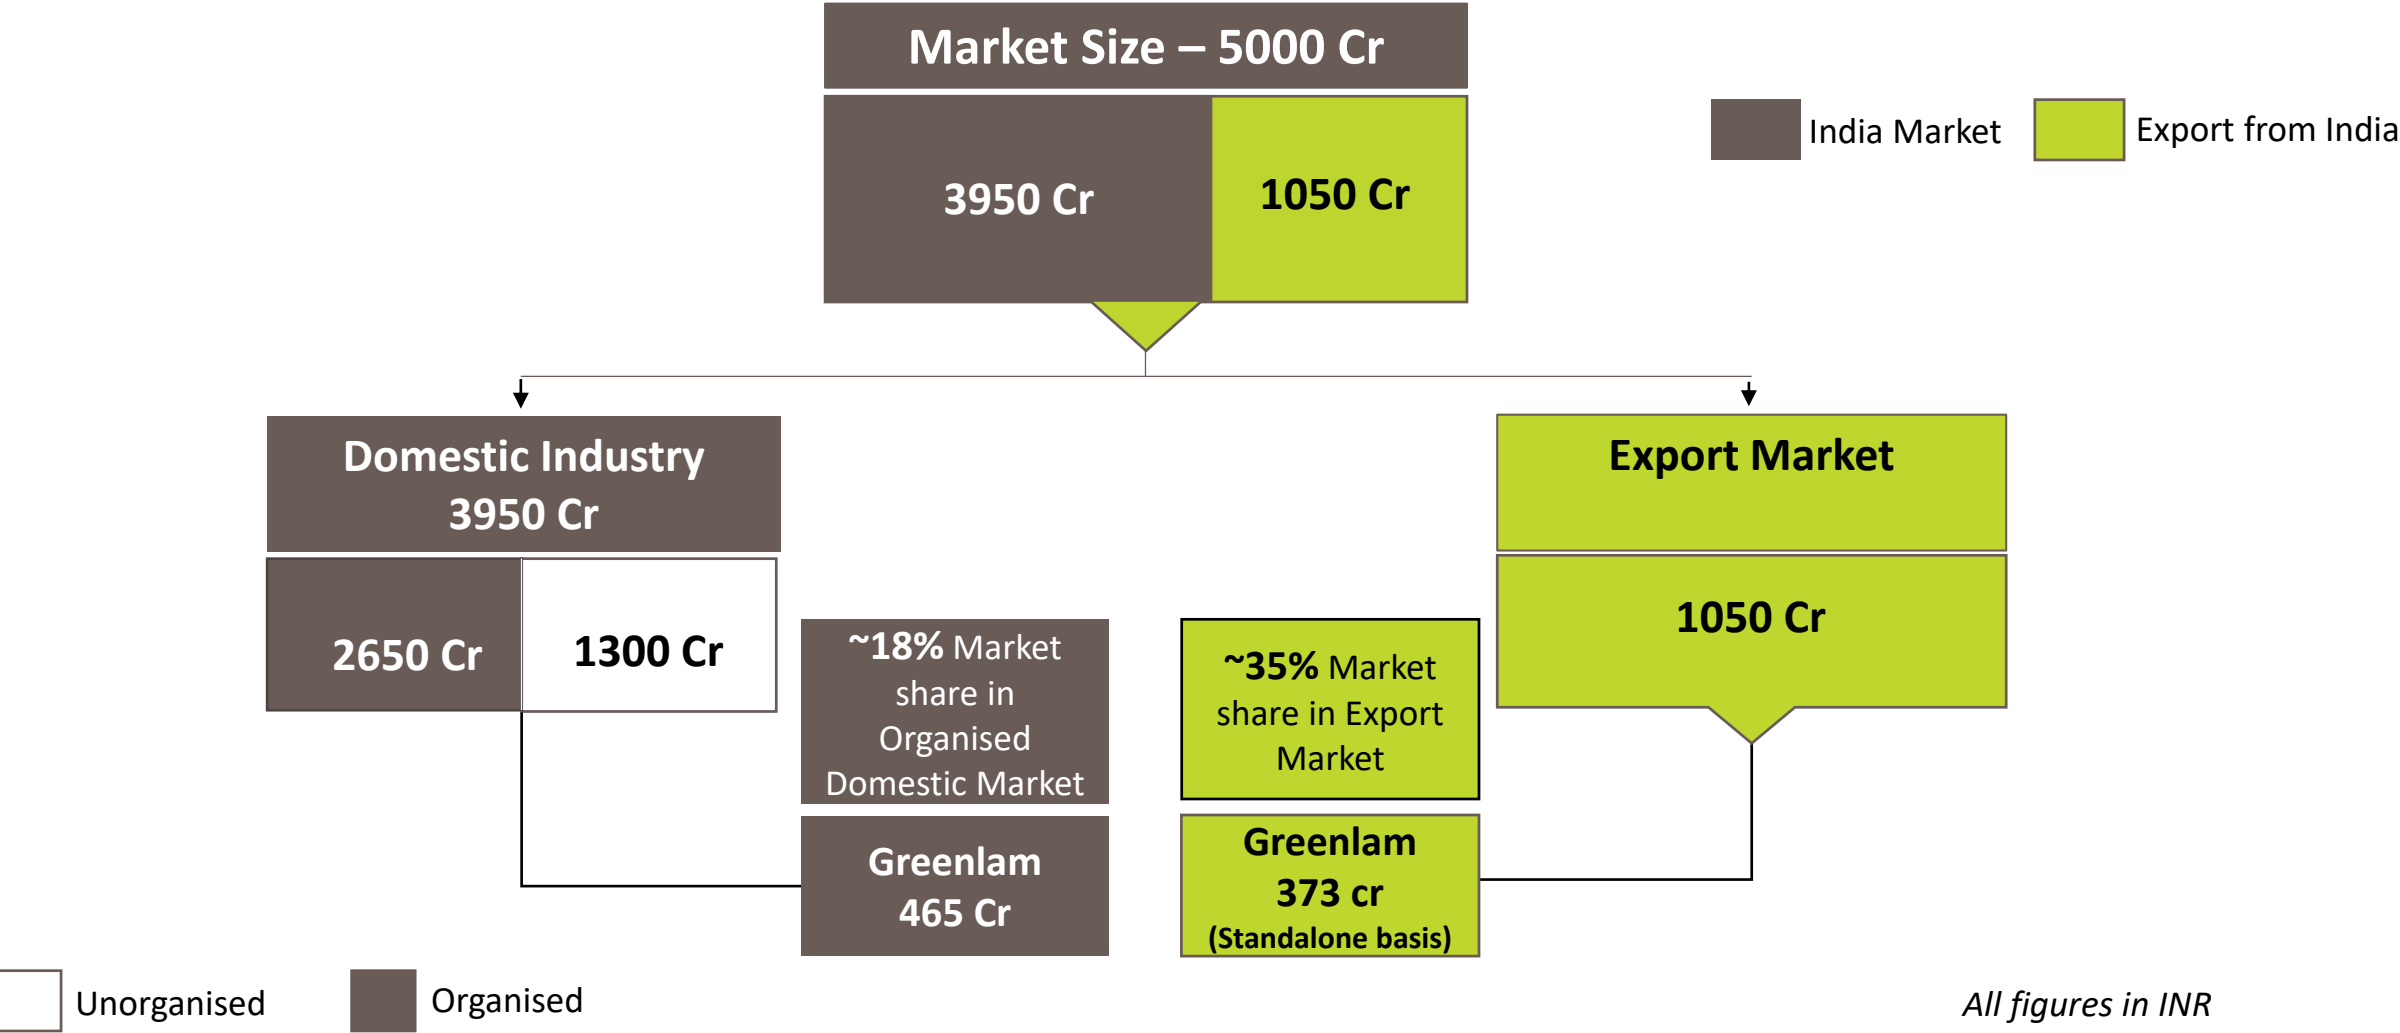 Market Size – 5000 Cr
3950 Cr
1050 Cr
India Market
Export from India
Domestic Industry
3950 Cr
Export Market
2650 Cr
1300 Cr
~18% Market
share in
Organised
Domestic Market
~35% Market
share in Export
Market
1050 Cr
Greenlam
465 Cr
Greenlam
373 cr
(Standalone basis)
Unorganised
Organised
All figures in INR